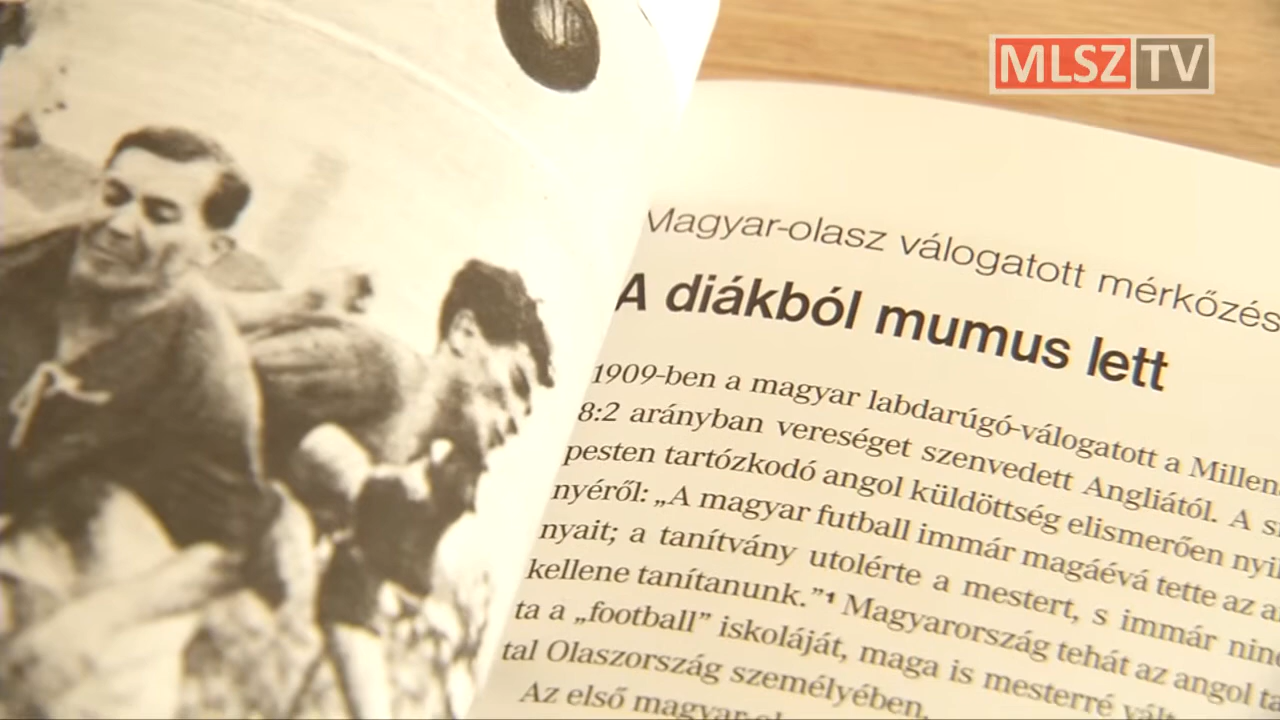 MLSZ TV
Magyar-olasz válogatott mérkőzés
A diákból mumus lett
1909-ben a magyar labdarúgó-válogatott a Millen
8:2 arányban vereséget szenvedett Angliától. A s
pesten tartózkodó angol küldöttség elismerően nyi
nyéről: „A magyar futball immár magáévá tette az a
nyait; a tanítvány utolérte a mestert, s immár nin
kellene tanítanunk.”¹ Magyarország tehát az angol ta
ta a „football” iskoláját, maga is mesterré vált
tal Olaszország személyében.
Az első magyar-ol